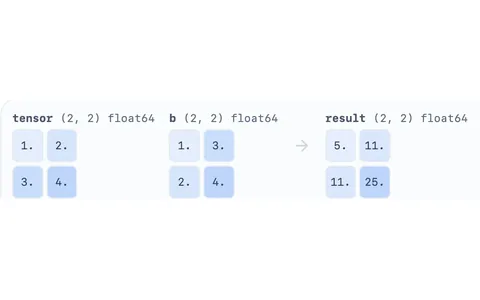 tensor (2, 2) float64 b (2, 2) float64 result (2, 2) float64
1. 2. 1. 3. → 5. 11.
3. 4. 2. 4. 11. 25.